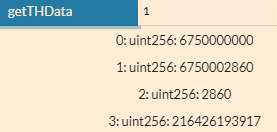 getTHData 1
0: uint256: 6750000000
1: uint256: 6750002860
2: uint256: 2860
3: uint256: 216426193917